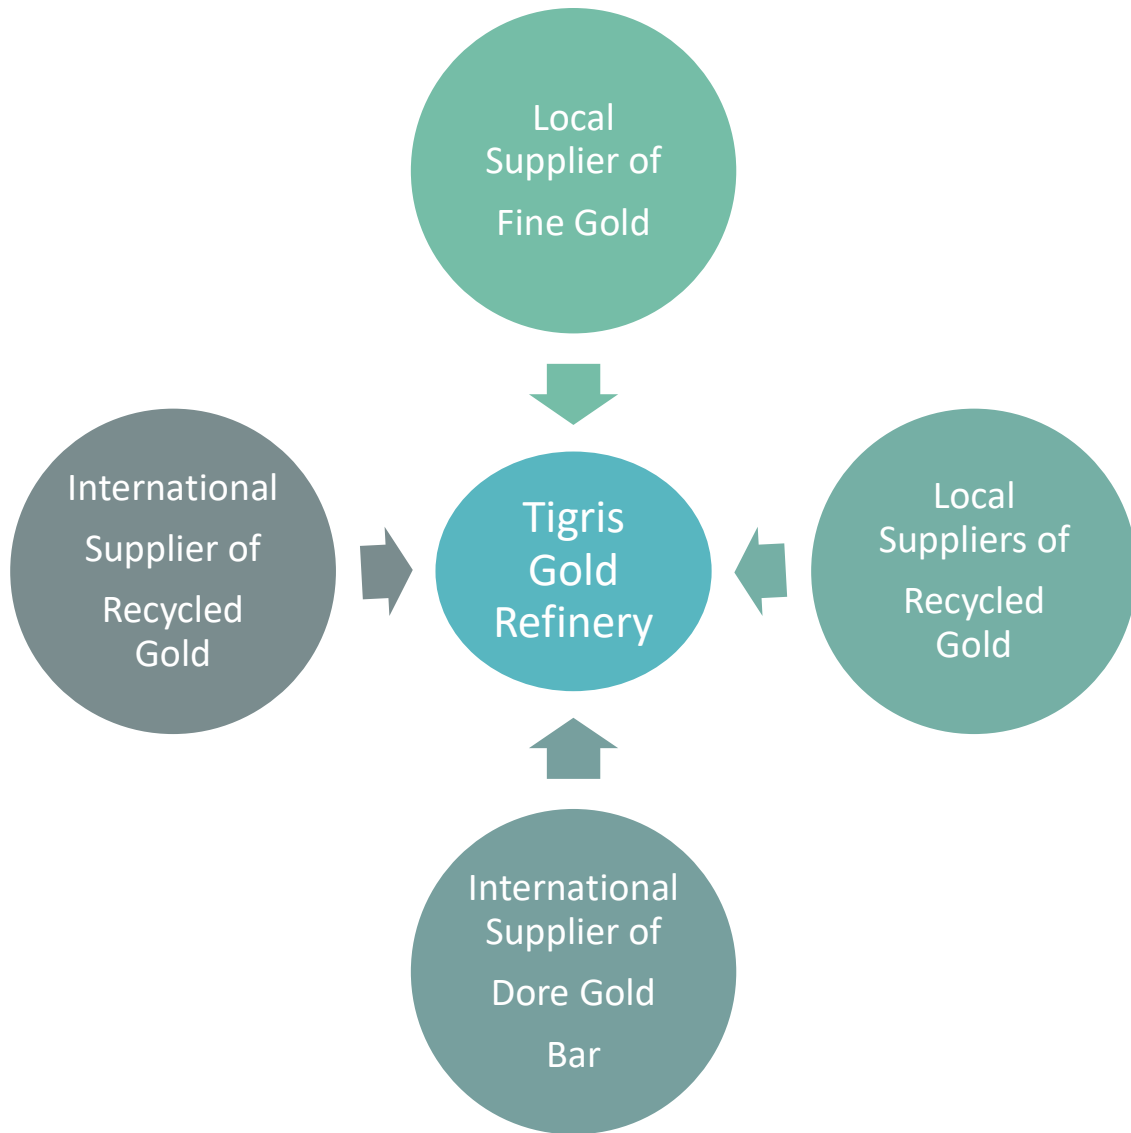 Local
Supplier of
Fine Gold
International
Supplier of
Recycled
Gold
Tigris
Gold
Refinery
Local
Suppliers of
Recycled
Gold
International
Supplier of
Dore Gold
Bar